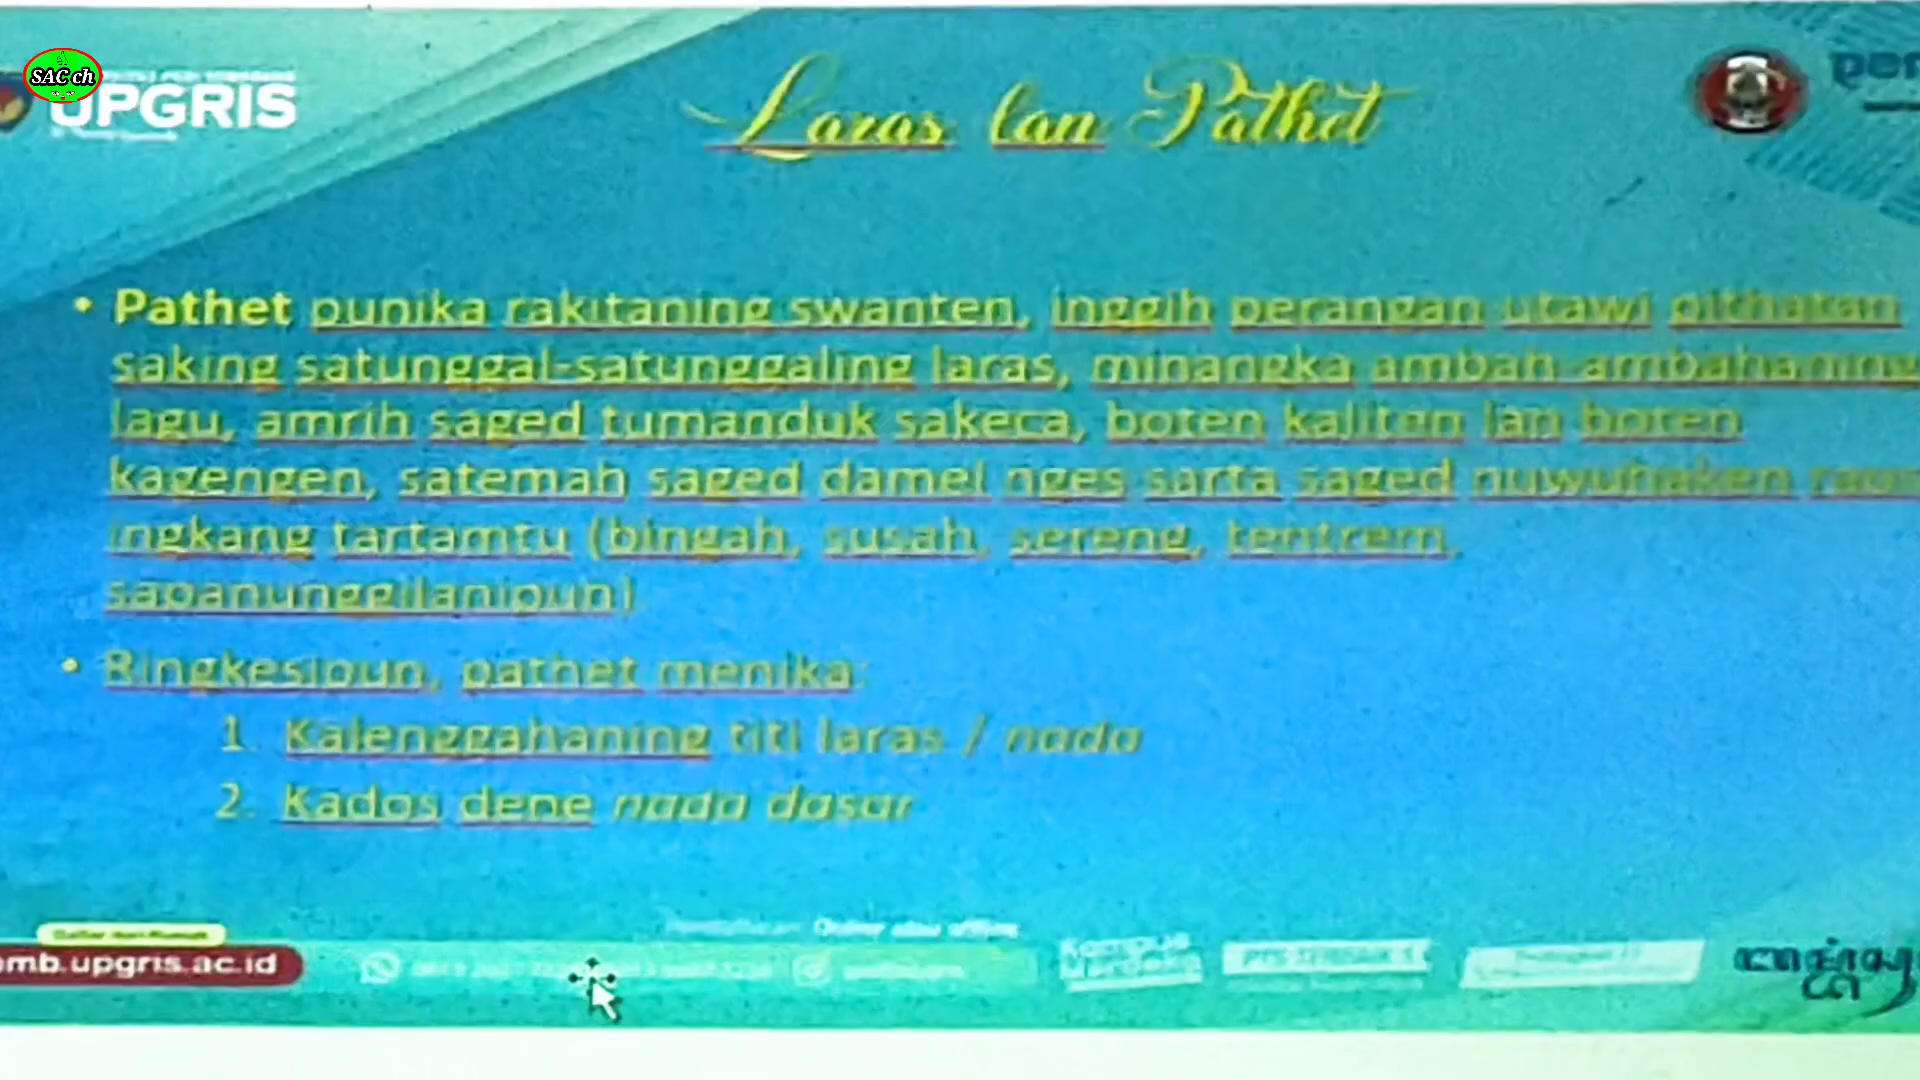 SAC ch
UPGRIS
Laras lan Pathet
• Pathet punika rakitaning swanten, inggih perangan utawi pithatan
saking satunggal-satunggaling laras, minangka ambah-ambahaning
lagu, amrih saged tumanduk sakeca, boten kaliten lan boten
kagengen, satemah saged damel nges sarta saged nuwuhaken raos
ingkang tartamtu (bingah, susah, sereng, tentrem,
sapanunggilanipun)
• Ringkesipun, pathet menika:
1. Kalenggahaning titi laras / nada
2. Kados dene nada dasar
mb.upgris.ac.id